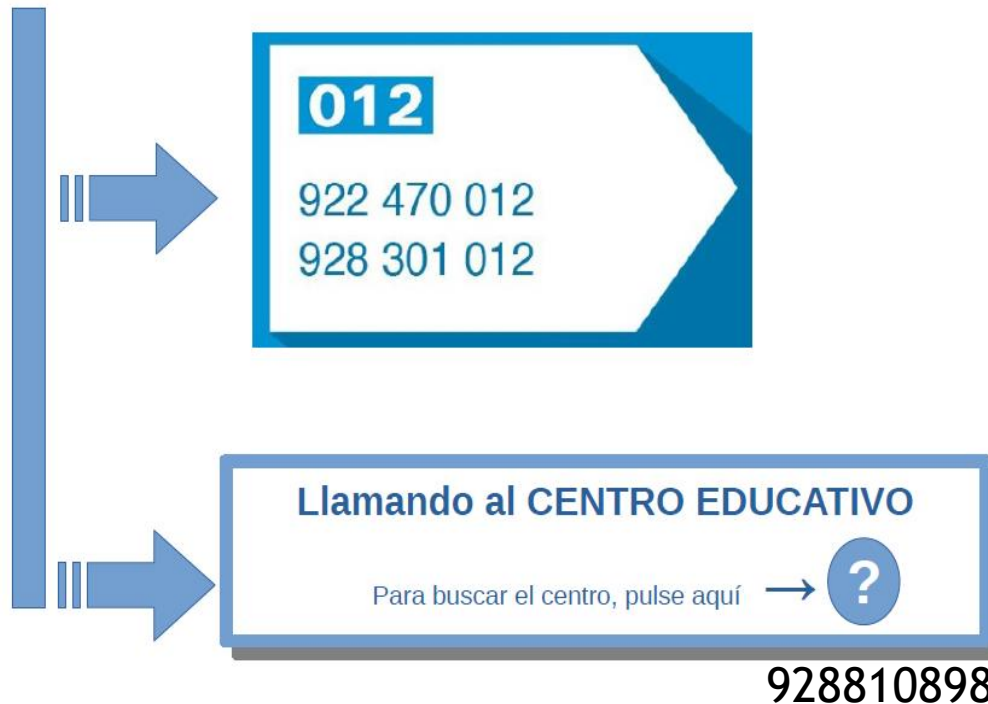 012
922 470 012
928 301 012
Llamando al CENTRO EDUCATIVO
Para buscar el centro, pulse aquí → ?
928810898